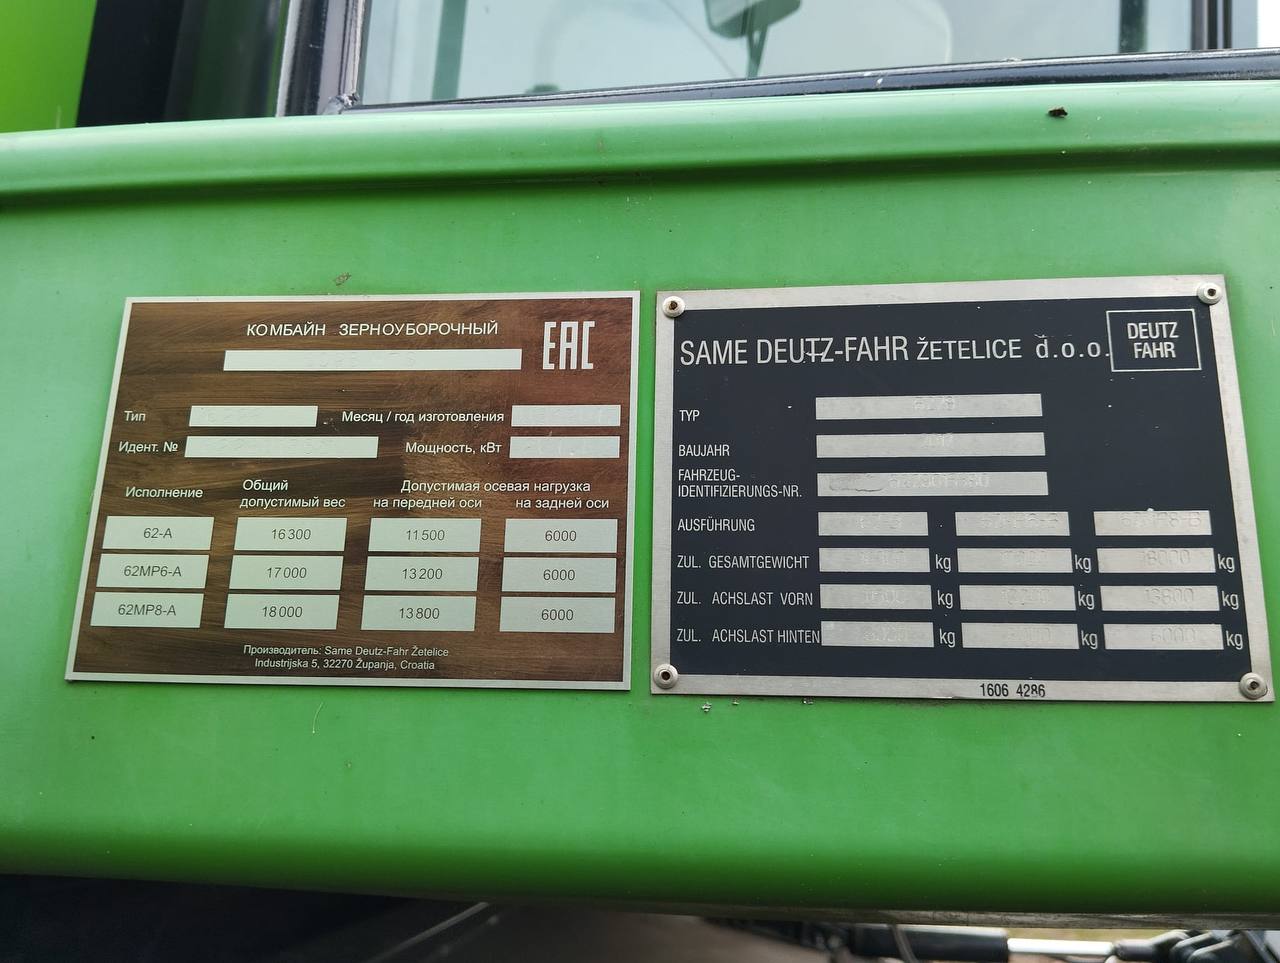 КОМБАЙН ЗЕРНОУБОРОЧНЫЙ
EAC
Тип
Месяц / год изготовления
Идент. №
Мощность, кВт
Исполнение
Общий допустимый вес
Допустимая осевая нагрузка
на передней оси
на задней оси
62-A 16300 11500 6000
62MP6-A 17000 13200 6000
62MP8-A 18000 13800 6000
Производитель: Same Deutz-Fahr Žetelice
Industrijska 5, 32270 Županja, Croatia
SAME DEUTZ-FAHR ŽETELICE d.o.o.
DEUTZ
FAHR
TYP
BAUJAHR
FAHRZEUG-
IDENTIFIZIERUNGS-NR.
AUSFÜHRUNG
ZUL. GESAMTGEWICHT kg kg 18000 kg
ZUL. ACHSLAST VORN kg kg 13800 kg
ZUL. ACHSLAST HINTEN kg kg 6000 kg
1606 4286